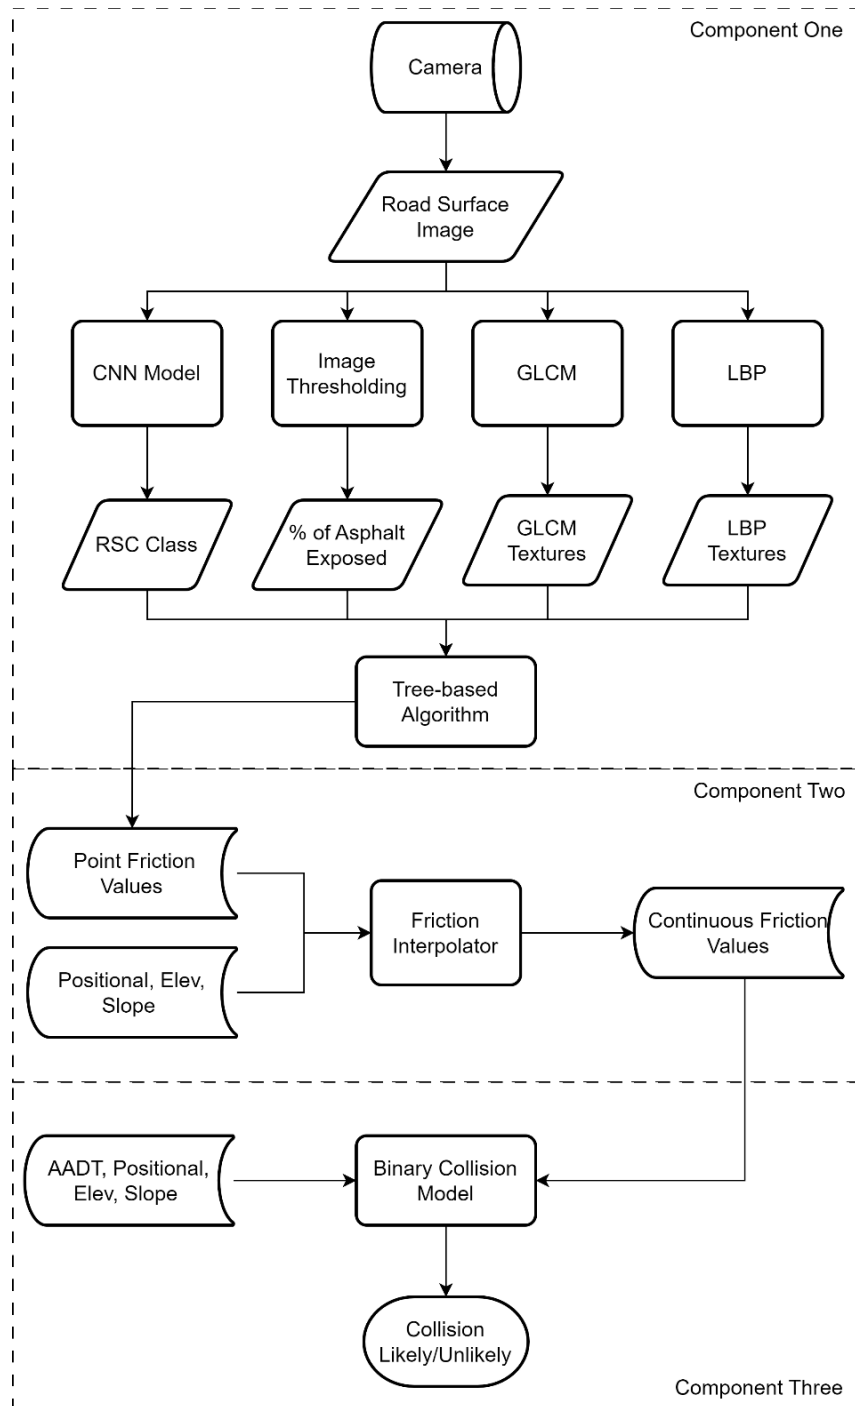 Component One
Camera
Road Surface
Image
CNN Model
Image
Thresholding
GLCM
LBP
RSC Class
% of Asphalt
Exposed
GLCM
Textures
LBP
Textures
Tree-based
Algorithm
Component Two
Point Friction
Values
Positional, Elev,
Slope
Friction
Interpolator
Continuous Friction
Values
AADT, Positional,
Elev, Slope
Binary Collision
Model
Collision
Likely/Unlikely
Component Three